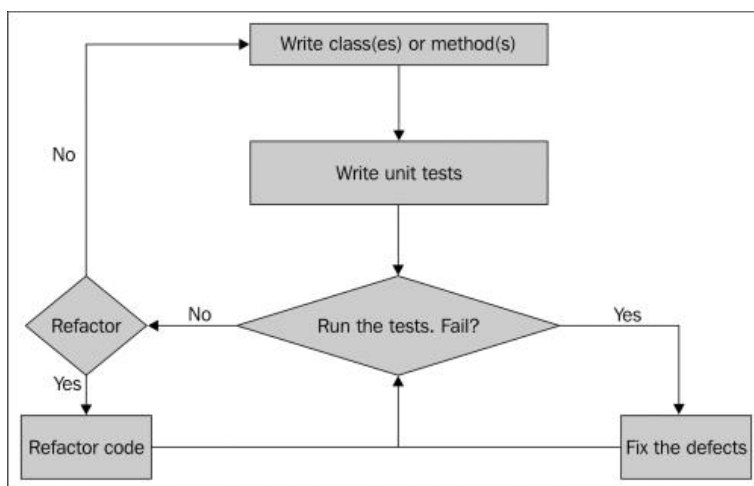 Write class(es) or method(s)
No
Write unit tests
Refactor
No
Run the tests. Fail?
Yes
Yes
Refactor code
Fix the defects